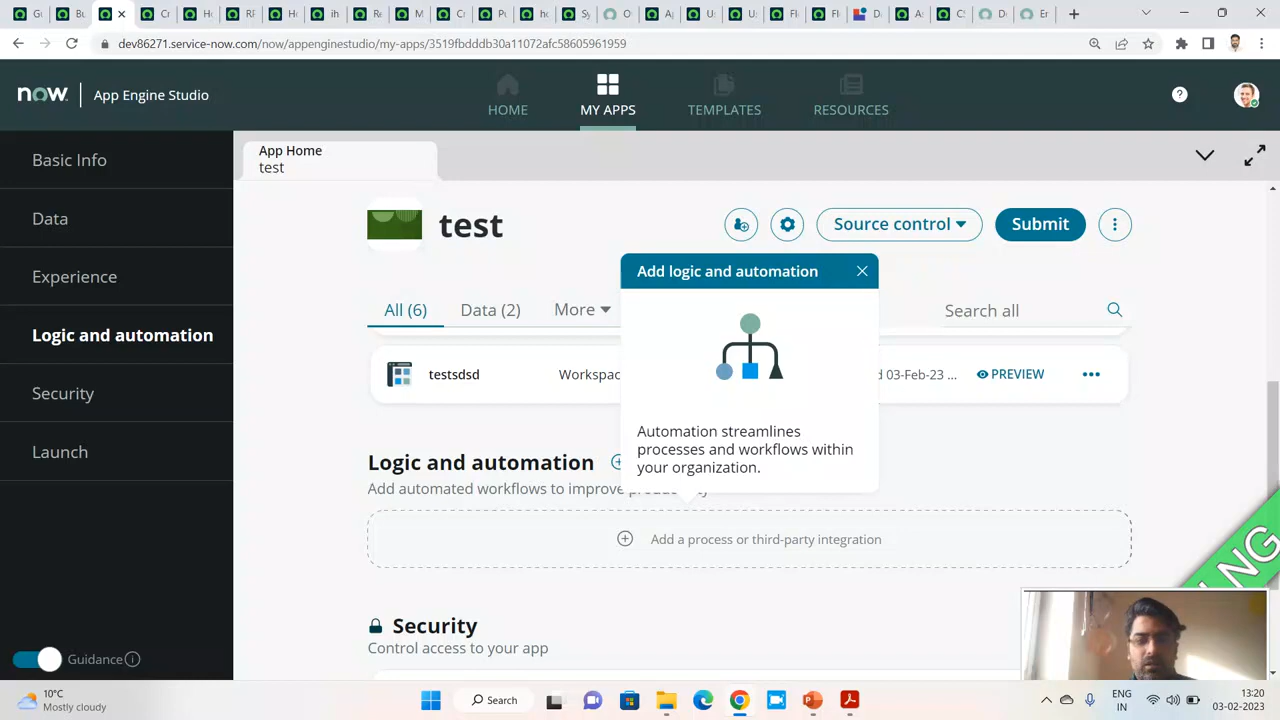 dev86271.service-now.com/now/appenginestudio/my-apps/3519fbdddb30a11072afc58605961959
now
App Engine Studio
HOME
MY APPS
TEMPLATES
RESOURCES
Basic Info
Data
Experience
Logic and automation
Security
Launch
Guidance
App Home
test
test
Source control
Submit
All (6)
Data (2)
More
Search all
Add logic and automation
Automation streamlines
processes and workflows within
your organization.
testsdsd
Workspac
d 03-Feb-23 ...
PREVIEW
Logic and automation
Add automated workflows to improve
Add a process or third-party integration
Security
Control access to your app
NG
10°C
Mostly cloudy
Search
ENG
IN
13:20
03-02-2023